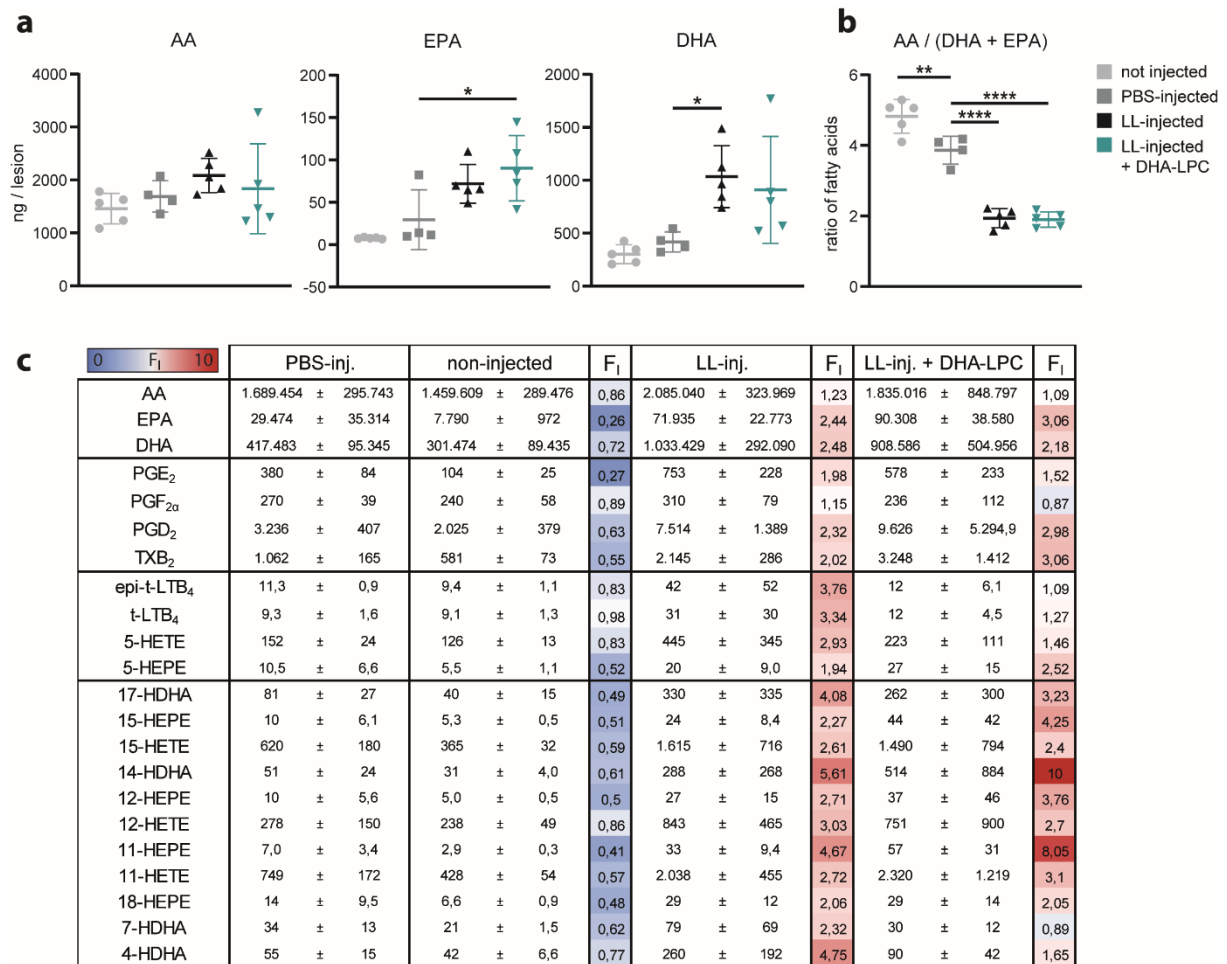 a
AA
EPA
DHA
b
AA / (DHA + EPA)
ng / lesion
4000
3000
2000
1000
0
200
150
100
50
0
-50
*
1500
1000
500
0
2000
*
ratio of fatty acids
6
4
2
0
**
****
****
not injected
PBS-injected
LL-injected
LL-injected
+ DHA-LPC
c
0 F_I 10
PBS-inj. non-injected F_I LL-inj. F_I LL-inj. + DHA-LPC F_I
AA 1.689.454 ± 295.743 1.459.609 ± 289.476 0,86 2.085.040 ± 323.969 1,23 1.835.016 ± 848.797 1,09
EPA 29.474 ± 35.314 7.790 ± 972 0,26 71.935 ± 22.773 2,44 90.308 ± 38.580 3,06
DHA 417.483 ± 95.345 301.474 ± 89.435 0,72 1.033.429 ± 292.090 2,48 908.586 ± 504.956 2,18
PGE₂ 380 ± 84 104 ± 25 0,27 753 ± 228 1,98 578 ± 233 1,52
PGF₂α 270 ± 39 240 ± 58 0,89 310 ± 79 1,15 236 ± 112 0,87
PGD₂ 3.236 ± 407 2.025 ± 379 0,63 7.514 ± 1.389 2,32 9.626 ± 5.294,9 2,98
TXB₂ 1.062 ± 165 581 ± 73 0,55 2.145 ± 286 2,02 3.248 ± 1.412 3,06
epi-t-LTB₄ 11,3 ± 0,9 9,4 ± 1,1 0,83 42 ± 52 3,76 12 ± 6,1 1,09
t-LTB₄ 9,3 ± 1,6 9,1 ± 1,3 0,98 31 ± 30 3,34 12 ± 4,5 1,27
5-HETE 152 ± 24 126 ± 13 0,83 445 ± 345 2,93 223 ± 111 1,46
5-HEPE 10,5 ± 6,6 5,5 ± 1,1 0,52 20 ± 9,0 1,94 27 ± 15 2,52
17-HDHA 81 ± 27 40 ± 15 0,49 330 ± 335 4,08 262 ± 300 3,23
15-HEPE 10 ± 6,1 5,3 ± 0,5 0,51 24 ± 8,4 2,27 44 ± 42 4,25
15-HETE 620 ± 180 365 ± 32 0,59 1.615 ± 716 2,61 1.490 ± 794 2,4
14-HDHA 51 ± 24 31 ± 4,0 0,61 288 ± 268 5,61 514 ± 884 10
12-HEPE 10 ± 5,6 5,0 ± 0,5 0,5 27 ± 15 2,71 37 ± 46 3,76
12-HETE 278 ± 150 238 ± 49 0,86 843 ± 465 3,03 751 ± 900 2,7
11-HEPE 7,0 ± 3,4 2,9 ± 0,3 0,41 33 ± 9,4 4,67 57 ± 31 8,05
11-HETE 749 ± 172 428 ± 54 0,57 2.038 ± 455 2,72 2.320 ± 1.219 3,1
18-HEPE 14 ± 9,5 6,6 ± 0,9 0,48 29 ± 12 2,06 29 ± 14 2,05
7-HDHA 34 ± 13 21 ± 1,5 0,62 79 ± 69 2,32 30 ± 12 0,89
4-HDHA 55 ± 15 42 ± 6,6 0,77 260 ± 192 4,75 90 ± 42 1,65